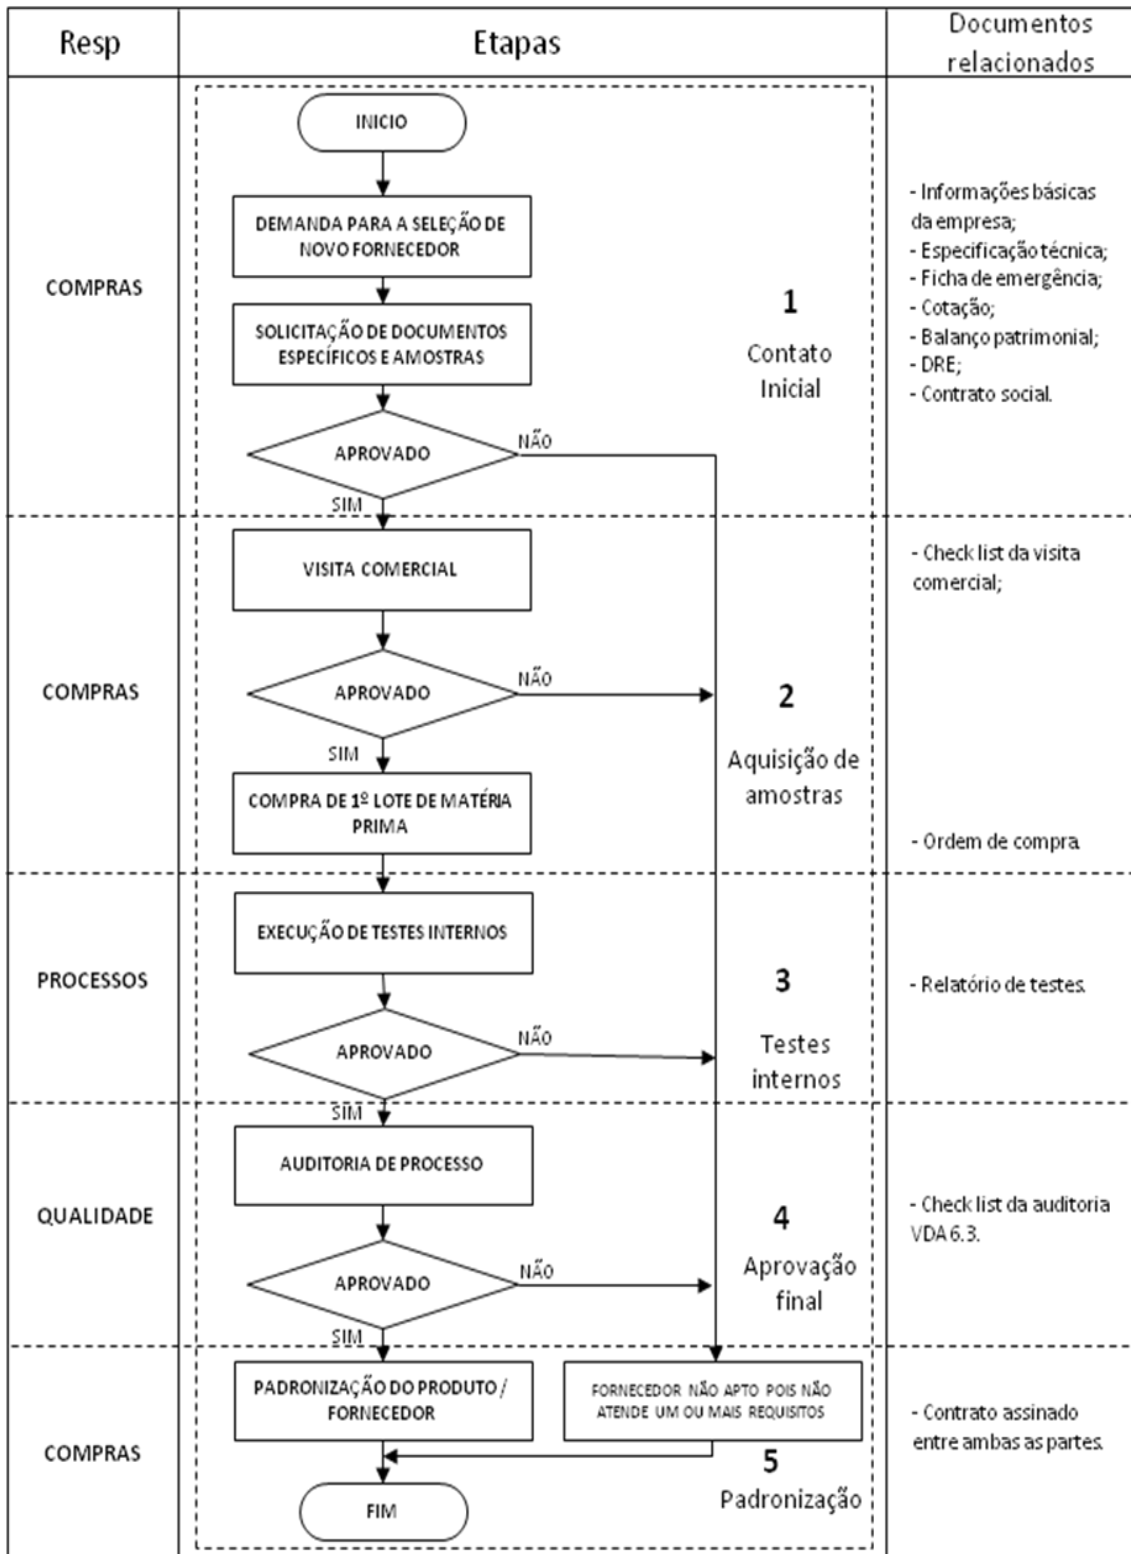 Resp
Etapas
Documentos
relacionados
COMPRAS
INICIO
DEMANDA PARA A SELEÇÃO DE
NOVO FORNECEDOR
SOLICITAÇÃO DE DOCUMENTOS
ESPECÍFICOS E AMOSTRAS
APROVADO
NÃO
SIM
1
Contato
Inicial
- Informações básicas
da empresa;
- Especificação técnica;
- Ficha de emergência;
- Cotação;
- Balanço patrimonial;
- DRE;
- Contrato social.
COMPRAS
VISITA COMERCIAL
APROVADO
NÃO
SIM
COMPRA DE 1º LOTE DE MATÉRIA
PRIMA
2
Aquisição de
amostras
- Check list da visita
comercial;
- Ordem de compra.
PROCESSOS
EXECUÇÃO DE TESTES INTERNOS
APROVADO
NÃO
SIM
3
Testes
internos
- Relatório de testes.
QUALIDADE
AUDITORIA DE PROCESSO
APROVADO
NÃO
SIM
4
Aprovação
final
- Check list da auditoria
VDA 6.3.
COMPRAS
PADRONIZAÇÃO DO PRODUTO /
FORNECEDOR
FORNECEDOR NÃO APTO POIS NÃO
ATENDE UM OU MAIS REQUISITOS
FIM
5
Padronização
- Contrato assinado
entre ambas as partes.